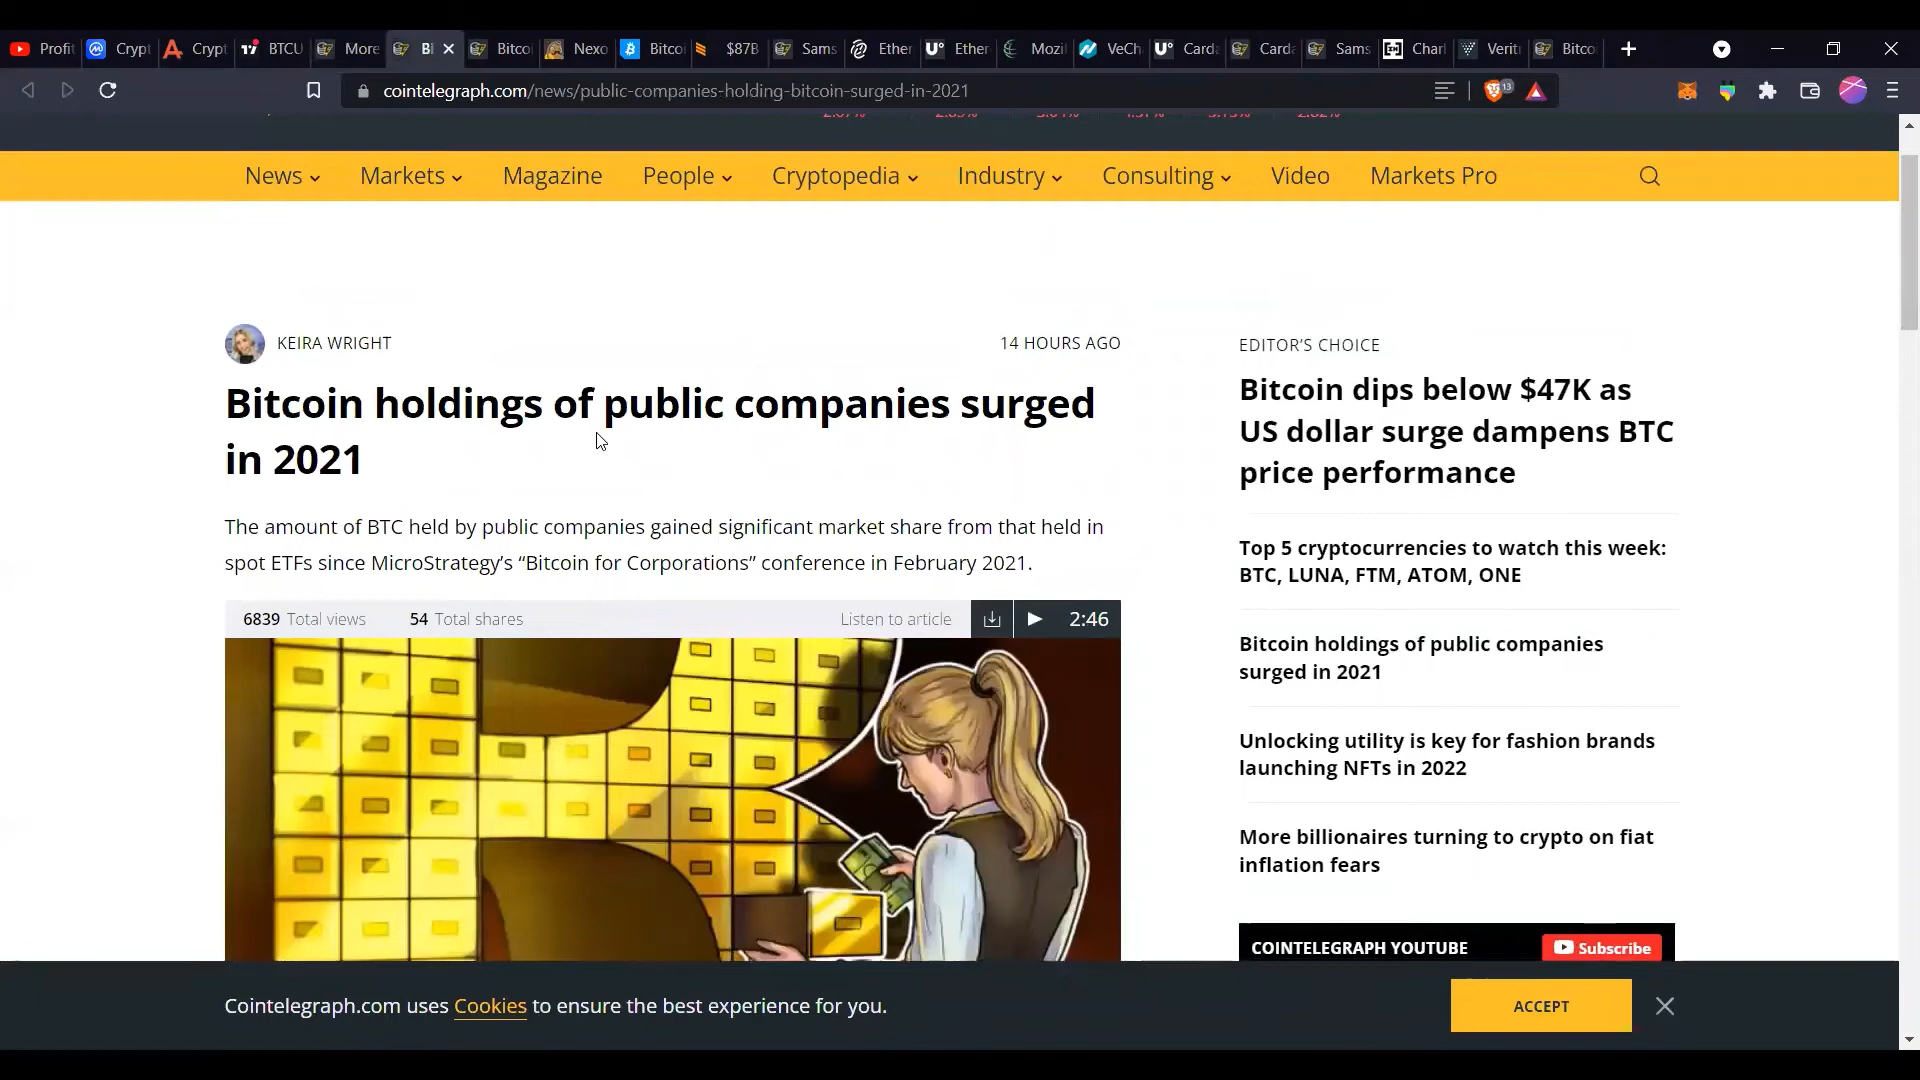 Profit
Crypt
Crypt
BTCU
More
Bitco
Nexo
Bitco
$87B
Sams
Ether
Ether
Mozi
VeCh
Carda
Carda
Sams
Charl
Verit
Bitco
cointelegraph.com/news/public-companies-holding-bitcoin-surged-in-2021
13
News
Markets
Magazine
People
Cryptopedia
Industry
Consulting
Video
Markets Pro
KEIRA WRIGHT
14 HOURS AGO
Bitcoin holdings of public companies surged
in 2021
The amount of BTC held by public companies gained significant market share from that held in
spot ETFs since MicroStrategy’s “Bitcoin for Corporations” conference in February 2021.
6839 Total views
54 Total shares
Listen to article
2:46
EDITOR’S CHOICE
Bitcoin dips below $47K as
US dollar surge dampens BTC
price performance
Top 5 cryptocurrencies to watch this week:
BTC, LUNA, FTM, ATOM, ONE
Bitcoin holdings of public companies
surged in 2021
Unlocking utility is key for fashion brands
launching NFTs in 2022
More billionaires turning to crypto on fiat
inflation fears
COINTELEGRAPH YOUTUBE
Subscribe
Cointelegraph.com uses Cookies to ensure the best experience for you.
ACCEPT